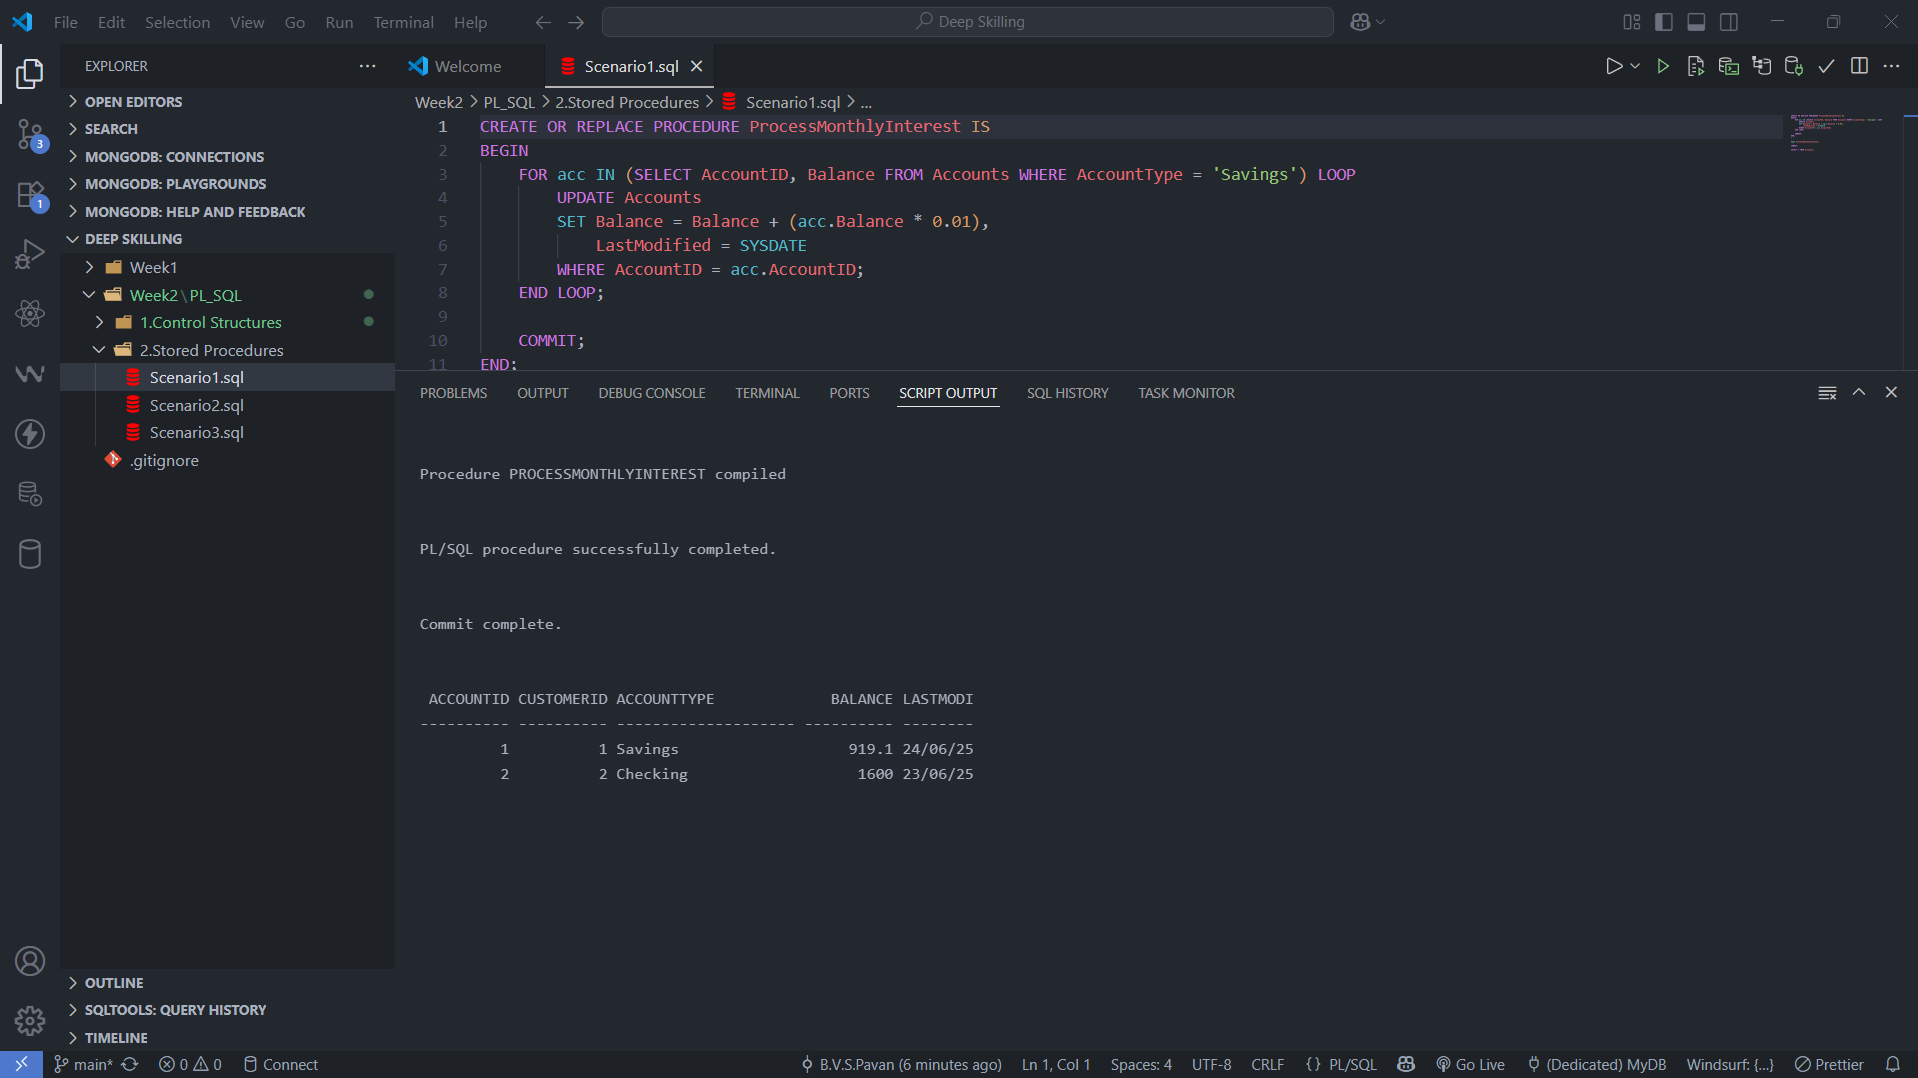 File Edit Selection View Go Run Terminal Help
Deep Skilling
EXPLORER
Welcome
Scenario1.sql
OPEN EDITORS
SEARCH
MONGODB: CONNECTIONS
MONGODB: PLAYGROUNDS
MONGODB: HELP AND FEEDBACK
DEEP SKILLING
Week1
Week2\PL_SQL
1.Control Structures
2.Stored Procedures
Scenario1.sql
Scenario2.sql
Scenario3.sql
.gitignore
OUTLINE
SQLTOOLS: QUERY HISTORY
TIMELINE
3
1
Week2 > PL_SQL > 2.Stored Procedures > Scenario1.sql > ...
1 CREATE OR REPLACE PROCEDURE ProcessMonthlyInterest IS
2 BEGIN
3 FOR acc IN (SELECT AccountID, Balance FROM Accounts WHERE AccountType = 'Savings') LOOP
4 UPDATE Accounts
5 SET Balance = Balance + (acc.Balance * 0.01),
6 LastModified = SYSDATE
7 WHERE AccountID = acc.AccountID;
8 END LOOP;
9
10 COMMIT;
11 END;
PROBLEMS OUTPUT DEBUG CONSOLE TERMINAL PORTS SCRIPT OUTPUT SQL HISTORY TASK MONITOR
Procedure PROCESSMONTHLYINTEREST compiled
PL/SQL procedure successfully completed.
Commit complete.
ACCOUNTID CUSTOMERID ACCOUNTTYPE BALANCE LASTMODI
---------- ---------- -------------------- ---------- --------
1 1 Savings 919.1 24/06/25
2 2 Checking 1600 23/06/25
main* 0 0 Connect B.V.S.Pavan (6 minutes ago) Ln 1, Col 1 Spaces: 4 UTF-8 CRLF {} PL/SQL Go Live (Dedicated) MyDB Windsurf: {...} Prettier